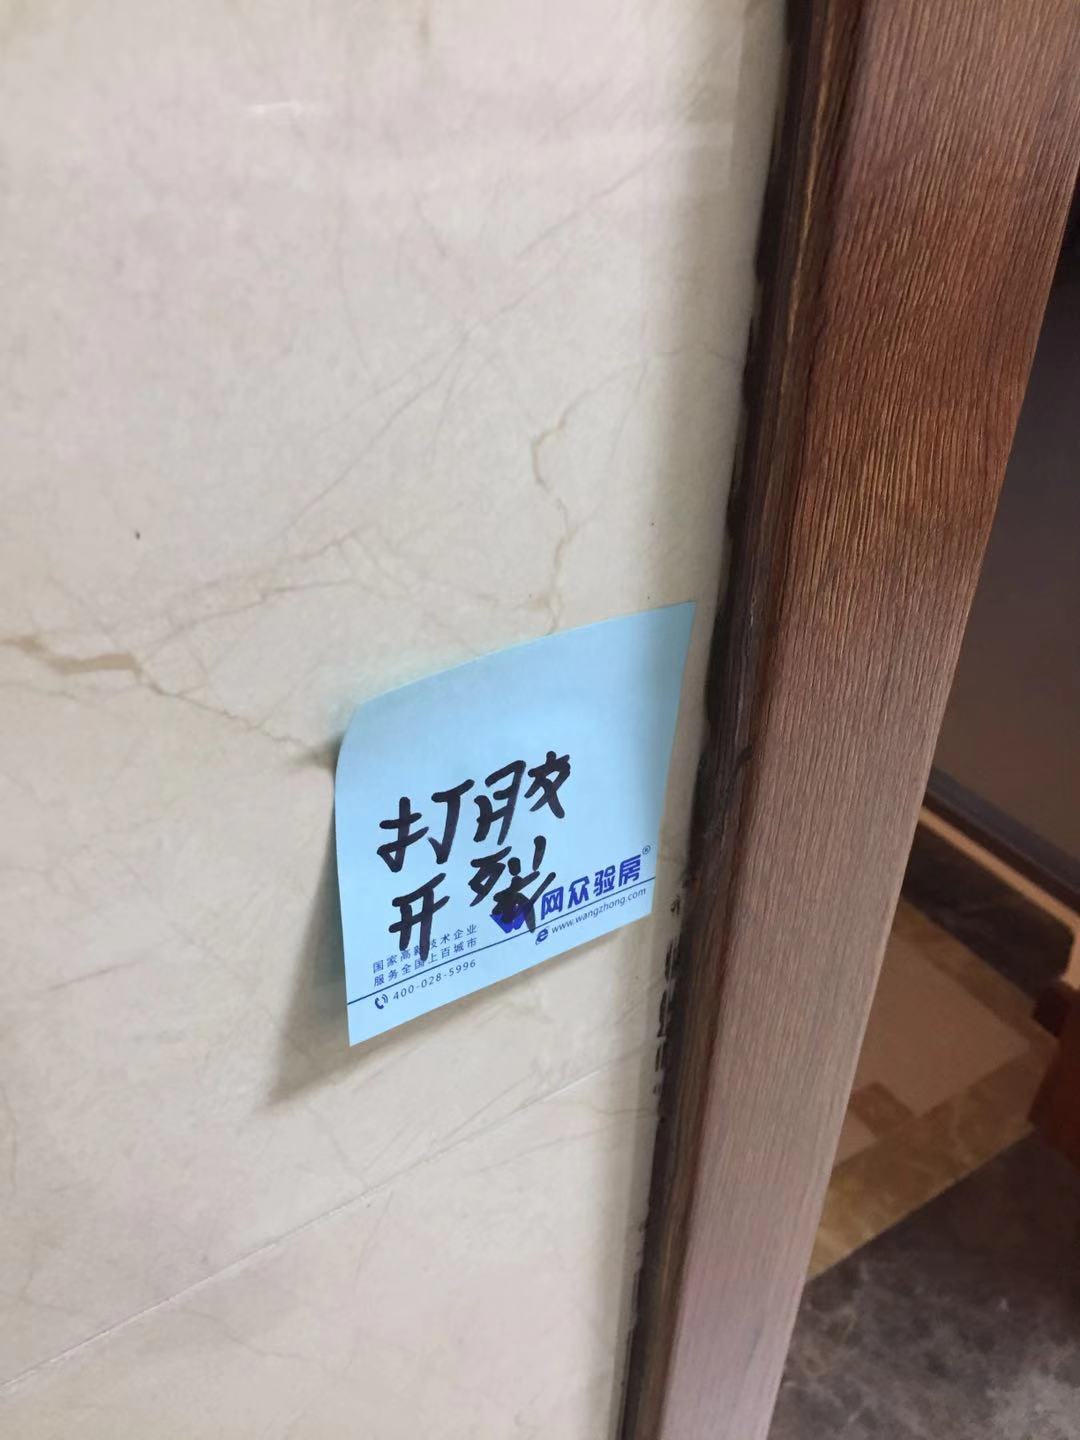 打胶
开裂
网众验房®
国家高新技术企业
www.wangzhong.com
服务全国上百城市
400-028-5996